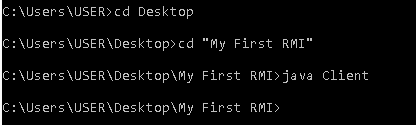 C:\Users\USER>cd Desktop
C:\Users\USER\Desktop>cd "My First RMI"
C:\Users\USER\Desktop\My First RMI>java Client
C:\Users\USER\Desktop\My First RMI>